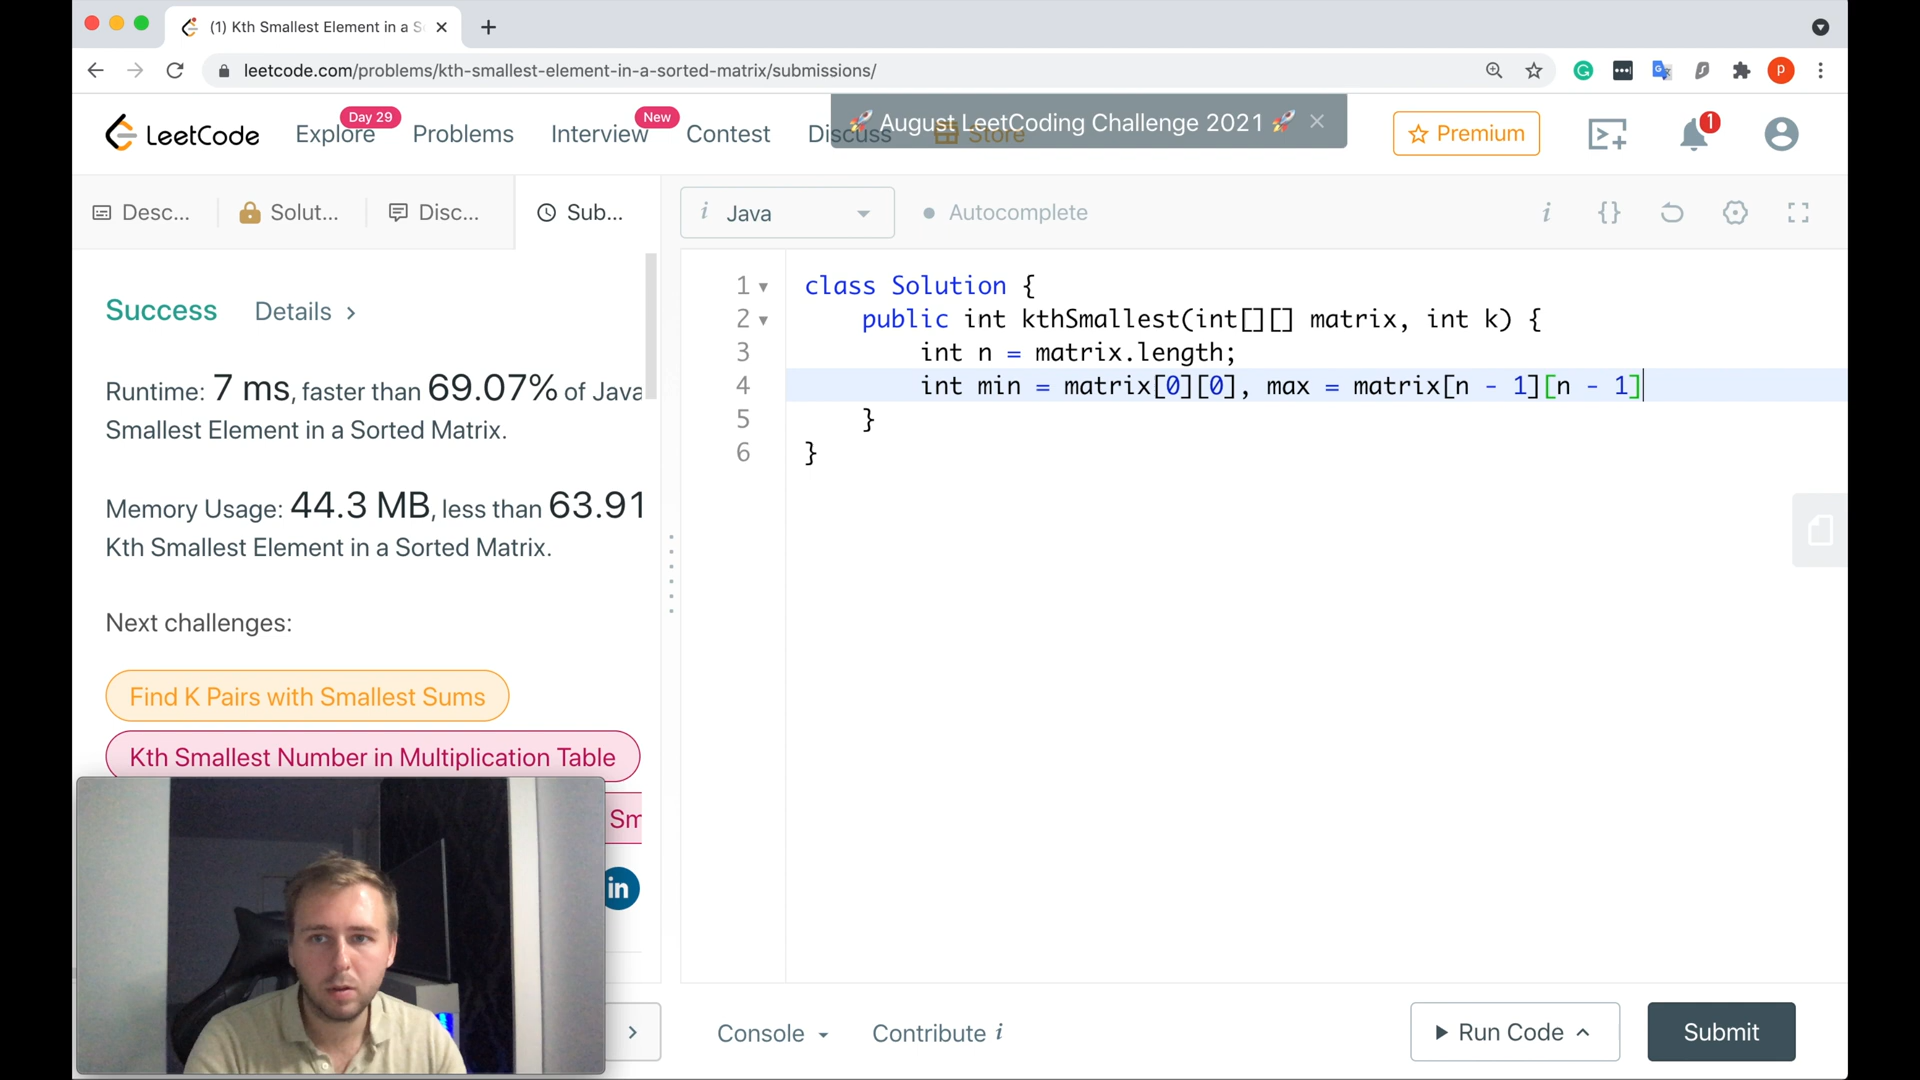 (1) Kth Smallest Element in a S
leetcode.com/problems/kth-smallest-element-in-a-sorted-matrix/submissions/
P
LeetCode
Explore
Day 29
Problems
Interview
New
Contest
Discuss
Store
🚀 August LeetCoding Challenge 2021 🚀 ×
Premium
1
Desc...
Solut...
Disc...
Sub...
i Java
Autocomplete
i {}
Success Details >
Runtime: 7 ms, faster than 69.07% of Java
Smallest Element in a Sorted Matrix.
Memory Usage: 44.3 MB, less than 63.91
Kth Smallest Element in a Sorted Matrix.
Next challenges:
Find K Pairs with Smallest Sums
Kth Smallest Number in Multiplication Table
Sm
in
1 class Solution {
2 public int kthSmallest(int[][] matrix, int k) {
3 int n = matrix.length;
4 int min = matrix[0][0], max = matrix[n - 1][n - 1]
5 }
6 }
Console
Contribute i
Run Code
Submit